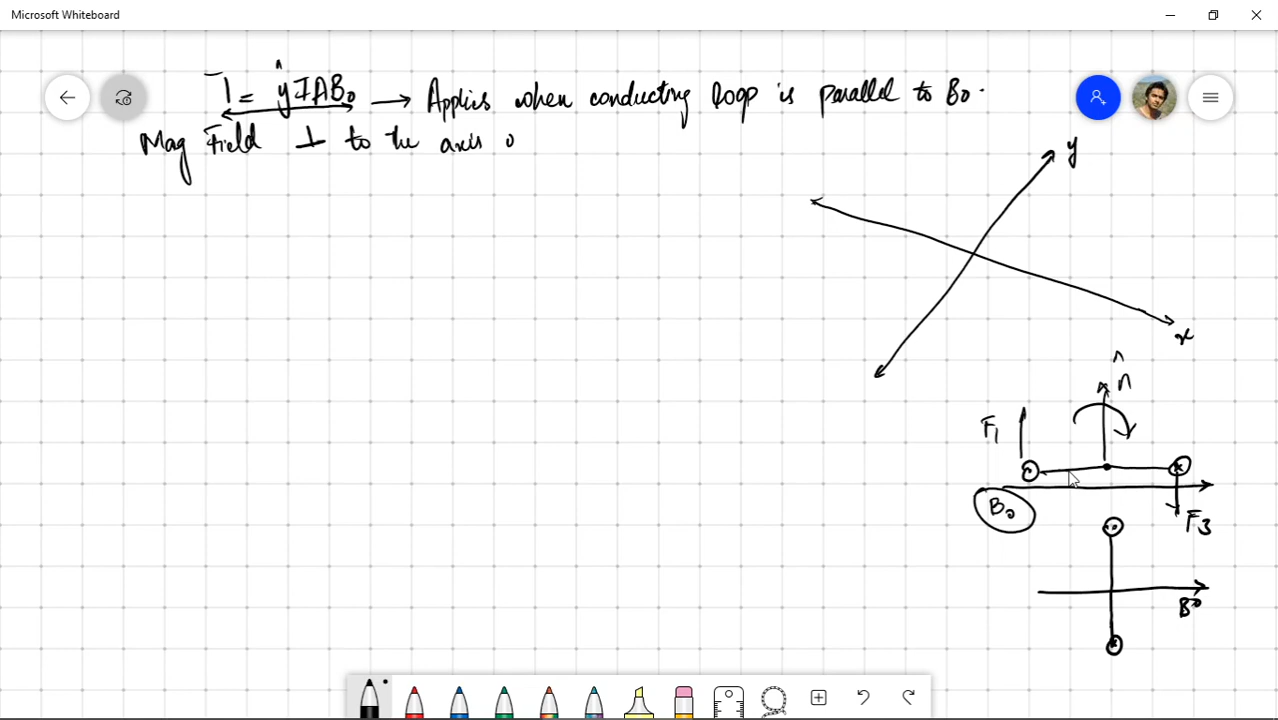 Microsoft Whiteboard
T̄ = ŷIAB₀ → Applies when conducting loop is parallel to B₀.
Mag Field ⊥ to the axis o
y
x
n̂
F₁
B₀
F₃
B₀